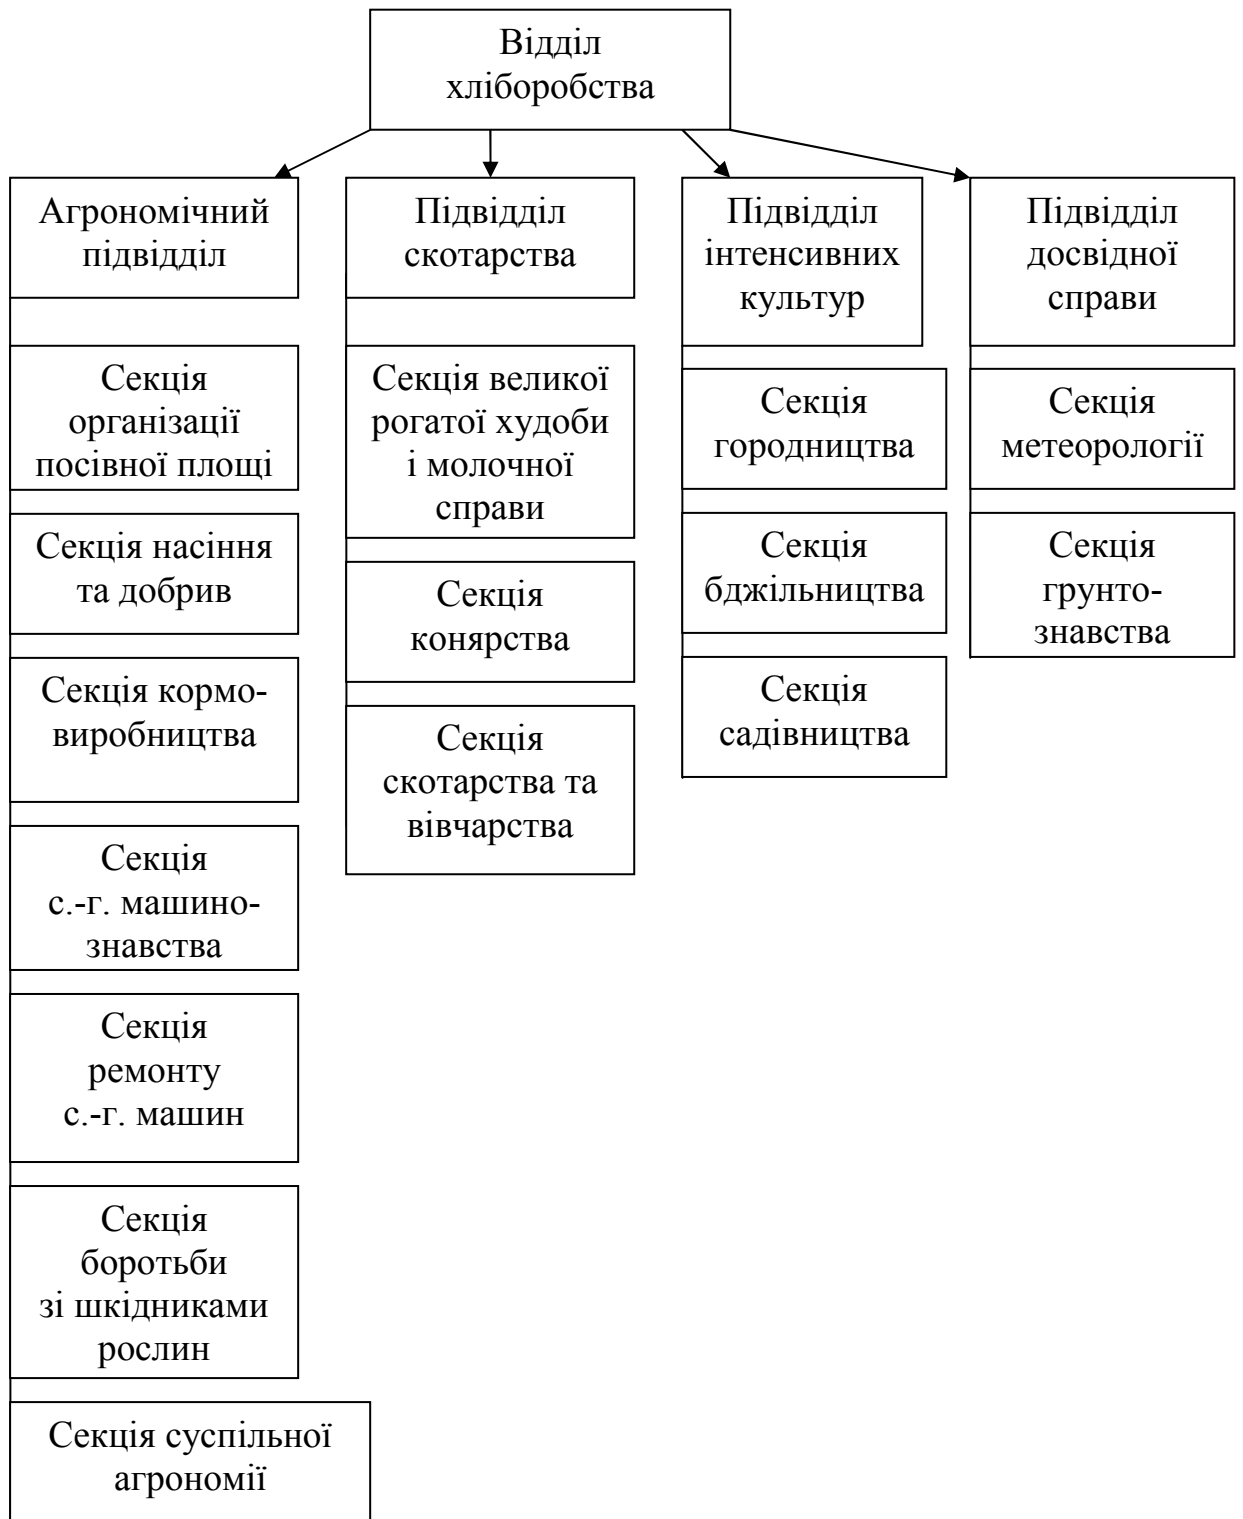 Відділ
хліборобства
Агрономічний
підвідділ
Підвідділ
скотарства
Підвідділ
інтенсивних
культур
Підвідділ
досвідної
справи
Секція
організації
посівної площі
Секція насіння
та добрив
Секція кормо-
виробництва
Секція
с.-г. машино-
знавства
Секція
ремонту
с.-г. машин
Секція
боротьби
зі шкідниками
рослин
Секція суспільної
агрономії
Секція великої
рогатої худоби
і молочної
справи
Секція
конярства
Секція
скотарства та
вівчарства
Секція
городництва
Секція
бджільництва
Секція
садівництва
Секція
метеорології
Секція
грунто-
знавства